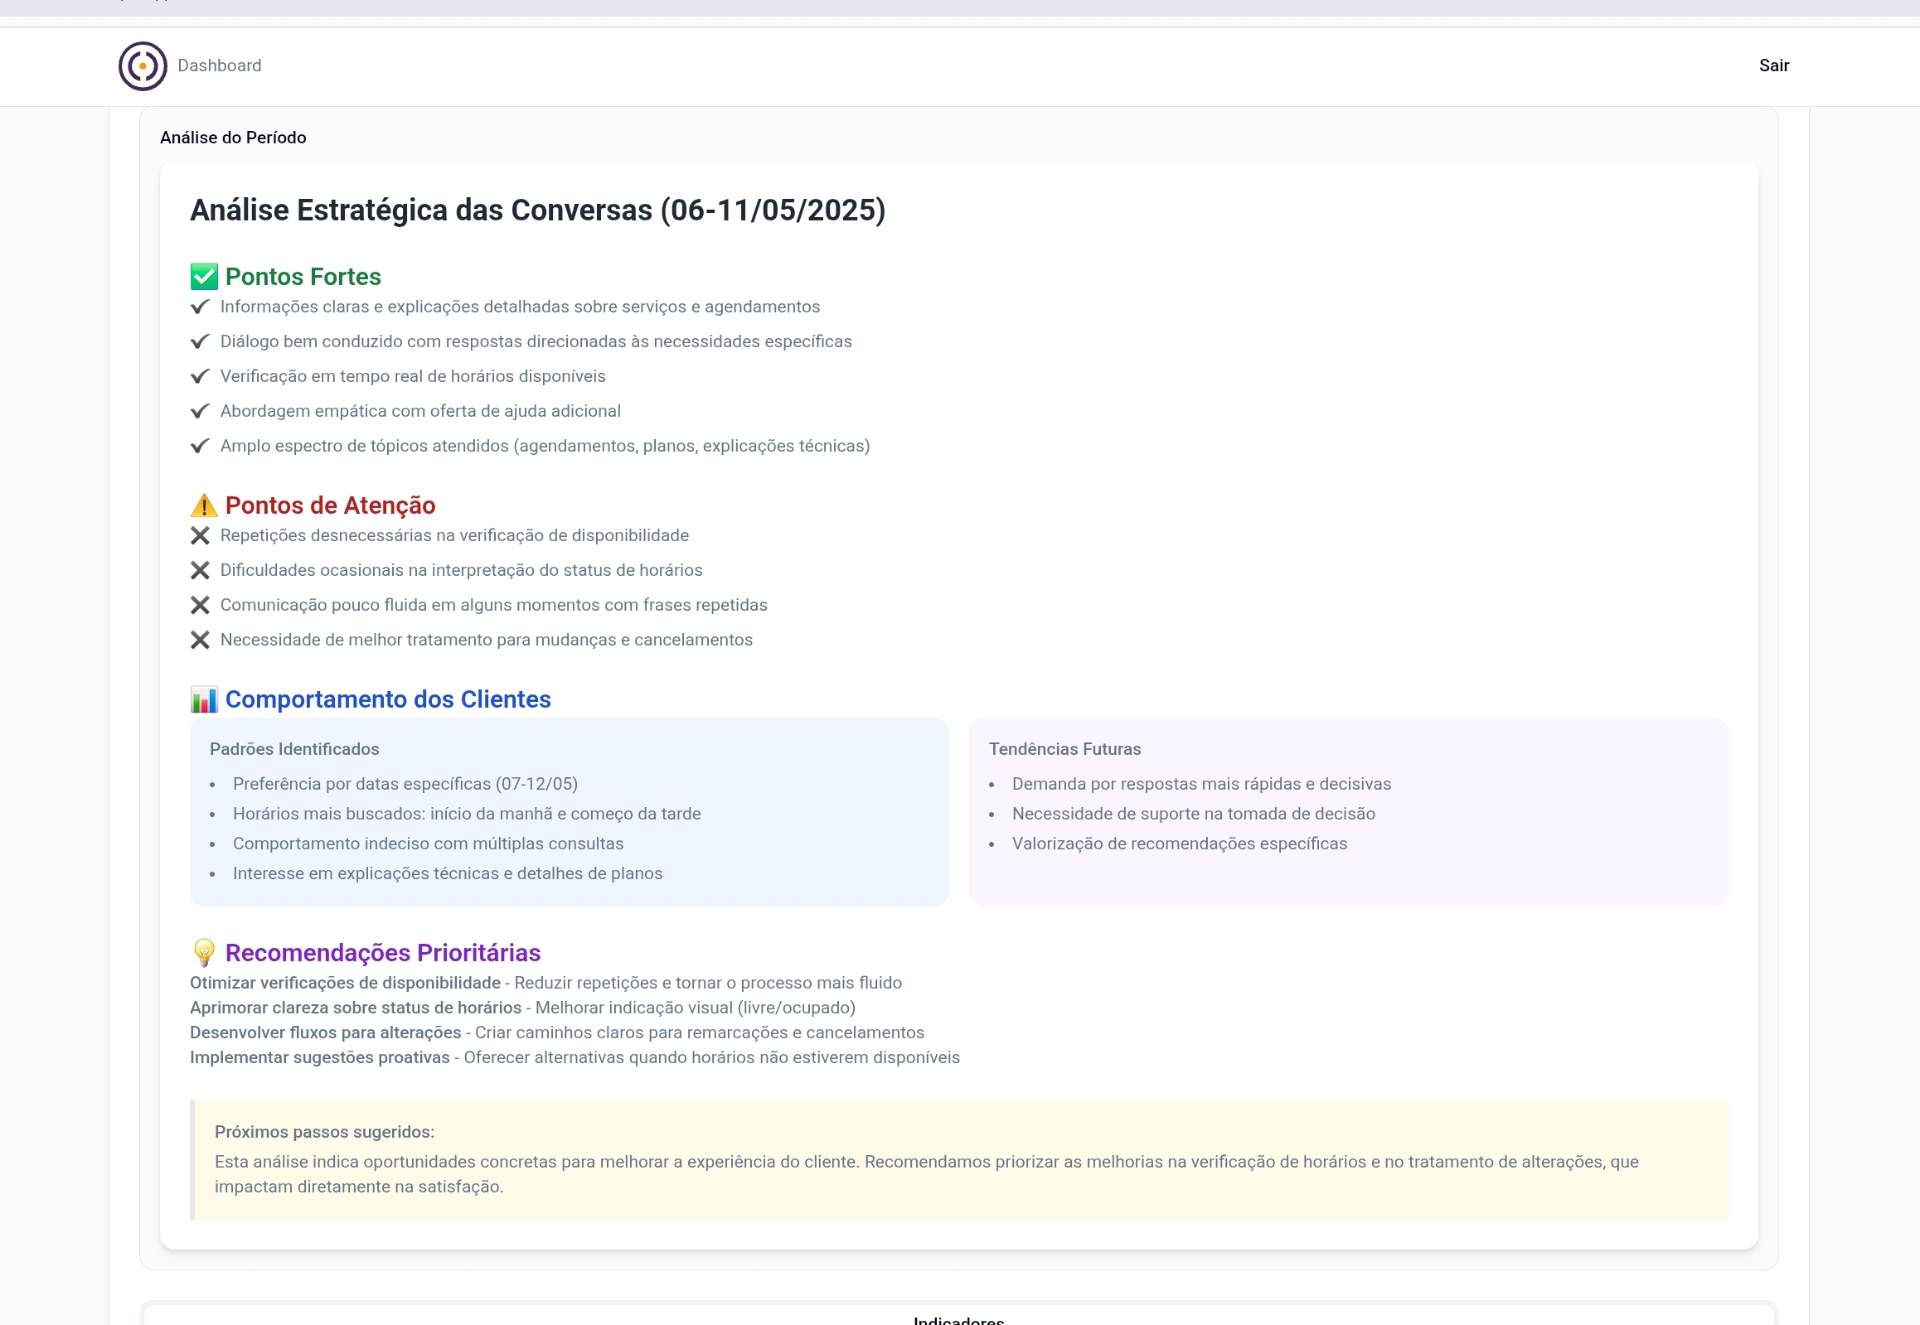 Dashboard
Sair
Análise do Período
Análise Estratégica das Conversas (06-11/05/2025)
✅ Pontos Fortes
✔ Informações claras e explicações detalhadas sobre serviços e agendamentos
✔ Diálogo bem conduzido com respostas direcionadas às necessidades específicas
✔ Verificação em tempo real de horários disponíveis
✔ Abordagem empática com oferta de ajuda adicional
✔ Amplo espectro de tópicos atendidos (agendamentos, planos, explicações técnicas)
⚠️ Pontos de Atenção
✖ Repetições desnecessárias na verificação de disponibilidade
✖ Dificuldades ocasionais na interpretação do status de horários
✖ Comunicação pouco fluida em alguns momentos com frases repetidas
✖ Necessidade de melhor tratamento para mudanças e cancelamentos
📊 Comportamento dos Clientes
Padrões Identificados
• Preferência por datas específicas (07-12/05)
• Horários mais buscados: início da manhã e começo da tarde
• Comportamento indeciso com múltiplas consultas
• Interesse em explicações técnicas e detalhes de planos
Tendências Futuras
• Demanda por respostas mais rápidas e decisivas
• Necessidade de suporte na tomada de decisão
• Valorização de recomendações específicas
💡 Recomendações Prioritárias
Otimizar verificações de disponibilidade - Reduzir repetições e tornar o processo mais fluido
Aprimorar clareza sobre status de horários - Melhorar indicação visual (livre/ocupado)
Desenvolver fluxos para alterações - Criar caminhos claros para remarcações e cancelamentos
Implementar sugestões proativas - Oferecer alternativas quando horários não estiverem disponíveis
Próximos passos sugeridos:
Esta análise indica oportunidades concretas para melhorar a experiência do cliente. Recomendamos priorizar as melhorias na verificação de horários e no tratamento de alterações, que
impactam diretamente na satisfação.
Indicadores